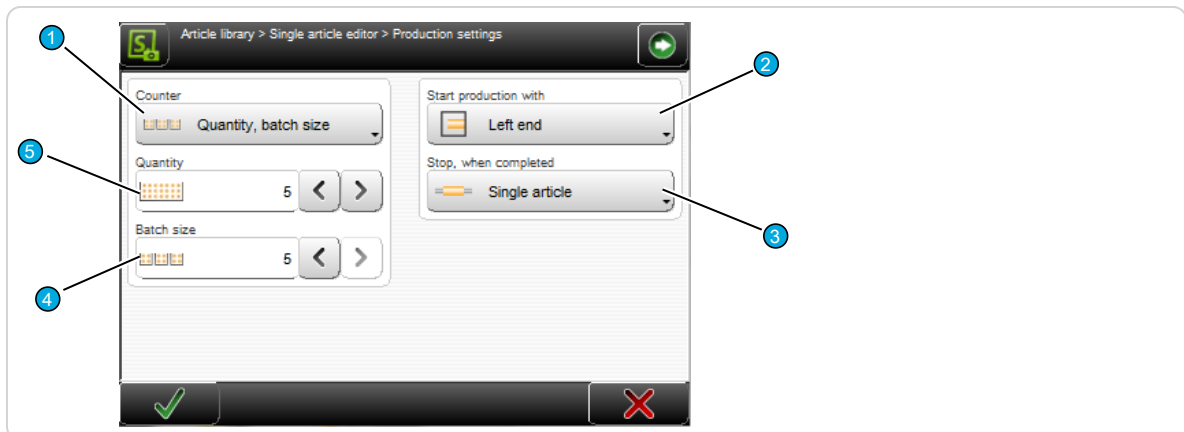 1
Article library > Single article editor > Production settings
2
Counter
Quantity, batch size
Start production with
Left end
5
Quantity
5
Stop, when completed
Single article
3
Batch size
5
4